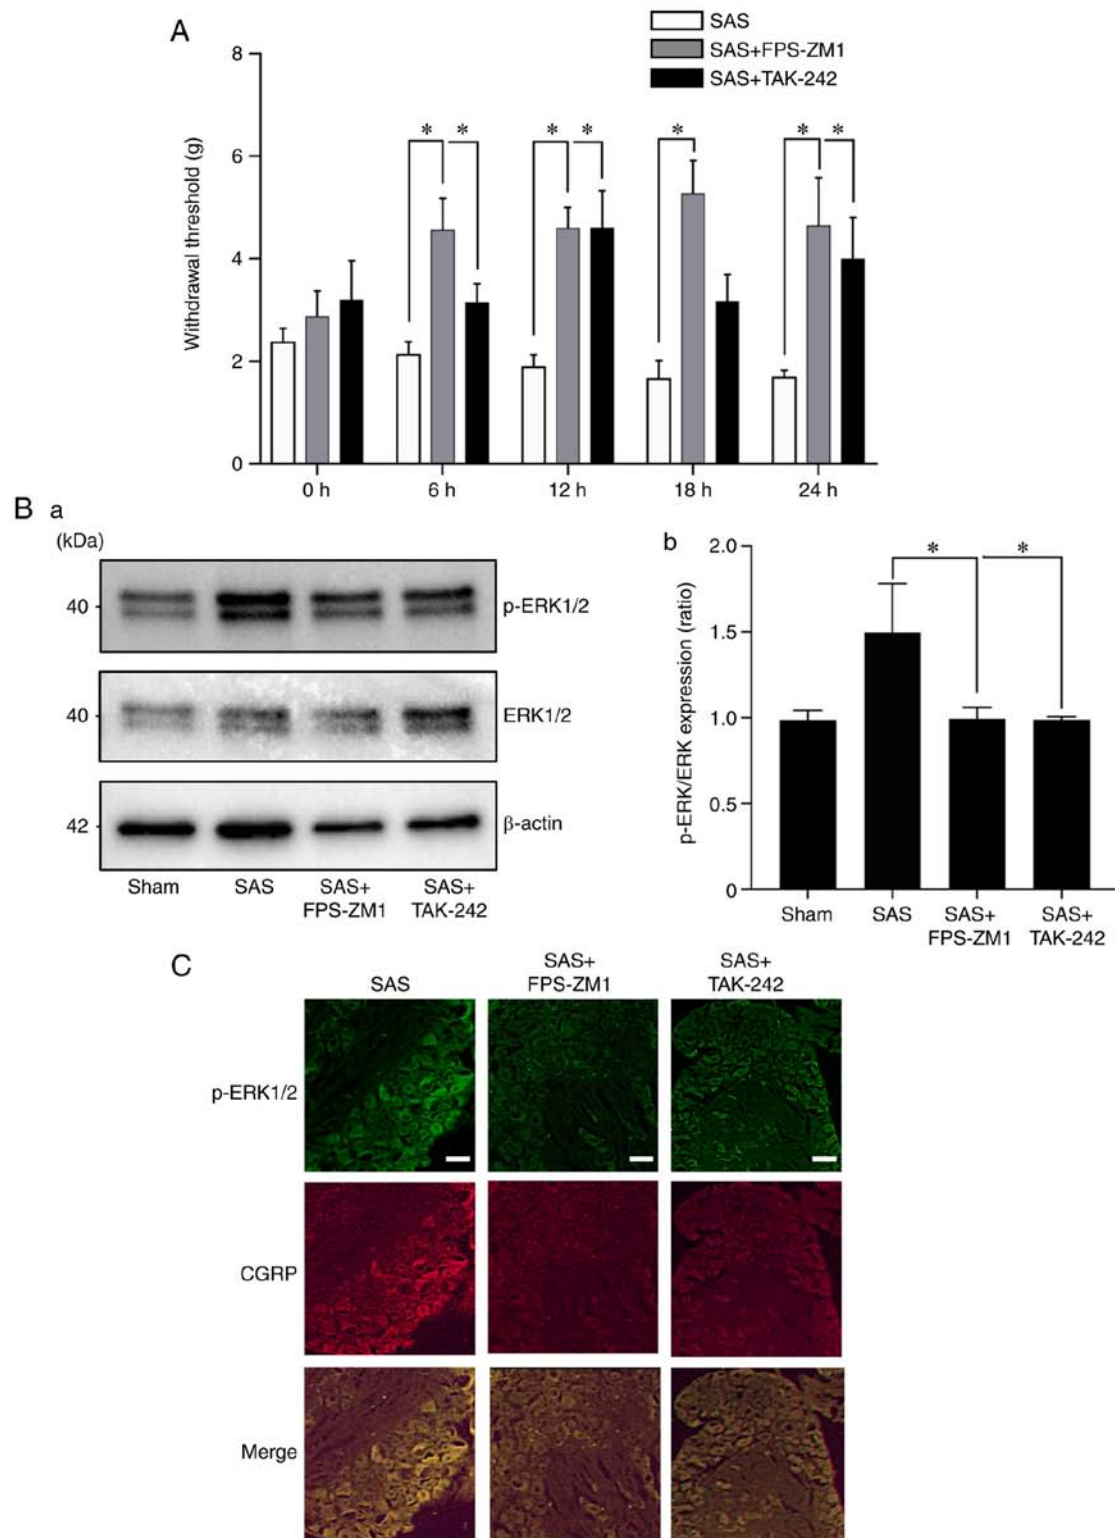 A
SAS
SAS+FPS-ZM1
SAS+TAK-242
8
6
4
2
0
Withdrawal threshold (g)
* * * * * * *
0 h 6 h 12 h 18 h 24 h
B a
(kDa)
40 p-ERK1/2
40 ERK1/2
42 β-actin
Sham SAS SAS+ SAS+
FPS-ZM1 TAK-242
b
2.0
1.5
1.0
0.5
0
p-ERK/ERK expression (ratio)
* *
Sham SAS SAS+ SAS+
FPS-ZM1 TAK-242
C
SAS SAS+ SAS+
FPS-ZM1 TAK-242
p-ERK1/2
CGRP
Merge